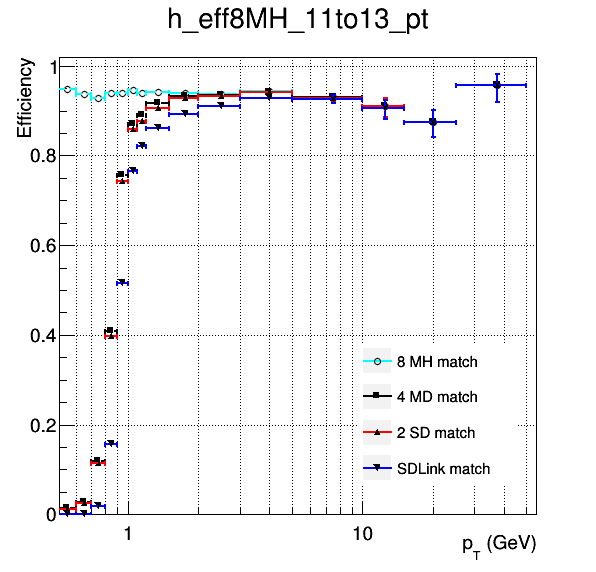 h_eff8MH_11to13_pt
Efficiency
1
0.8
0.6
0.4
0.2
0
8 MH match
4 MD match
2 SD match
SDLink match
1
10
p_T (GeV)